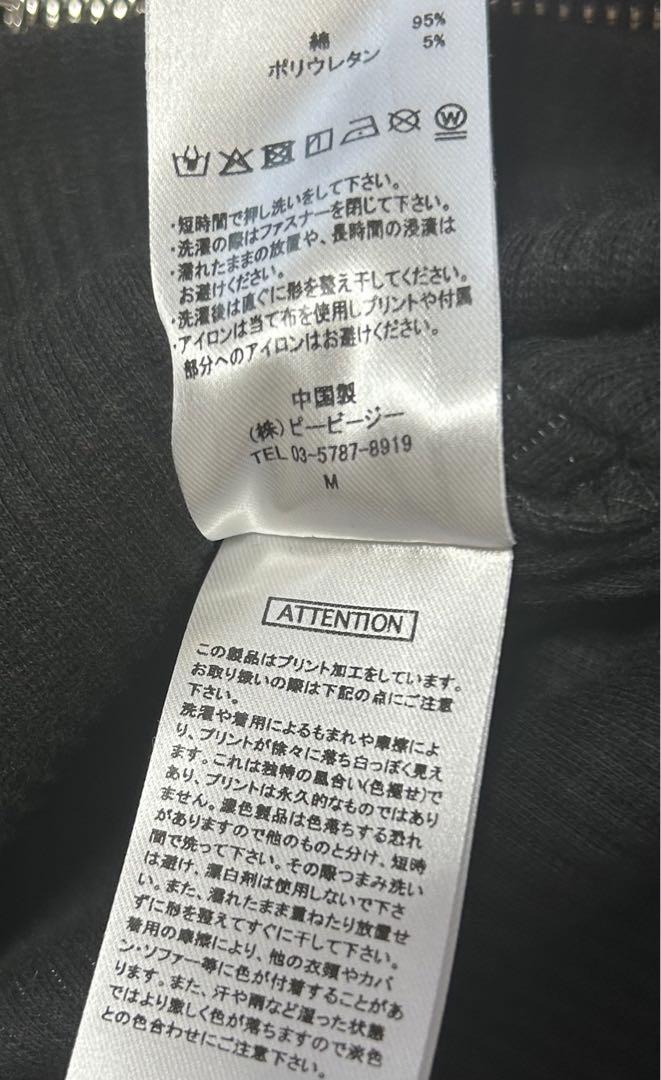 綿 95%
ポリウレタン 5%
W
・短時間で押し洗いをして下さい。
・洗濯の際はファスナーを閉じて下さい。
・濡れたままの放置や、長時間の浸漬は
お避けください。
・洗濯後は直ぐに形を整え干してください。
・アイロンは当て布を使用しプリントや付属
部分へのアイロンはお避けください。
中国製
(株)ピービージー
TEL 03-5787-8919
M
ATTENTION
この製品はプリント加工をしています。
お取り扱いの際は下記の点にご注意
下さい。
洗濯や着用によるもまれや摩擦によ
り、プリントが徐々に落ち白っぽく見え
ます。これは独特の風合い(色褪せ)で
あり、プリントは永久的なものではあり
ません。濃色製品は色落ちする恐れ
がありますので他のものと分け、短時
間で洗って下さい。その際つまみ洗い
は避け、漂白剤は使用しないで下さ
い。また、濡れたまま重ねたり放置せ
ずに形を整えてすぐに干して下さい。
着用の摩擦により、他の衣類やカバ
ン・ソファー等に色が付着することがあ
ります。また、汗や雨など湿った状態
ではより激しく色が落ちますので淡色
との色合わせにご注意下さい。